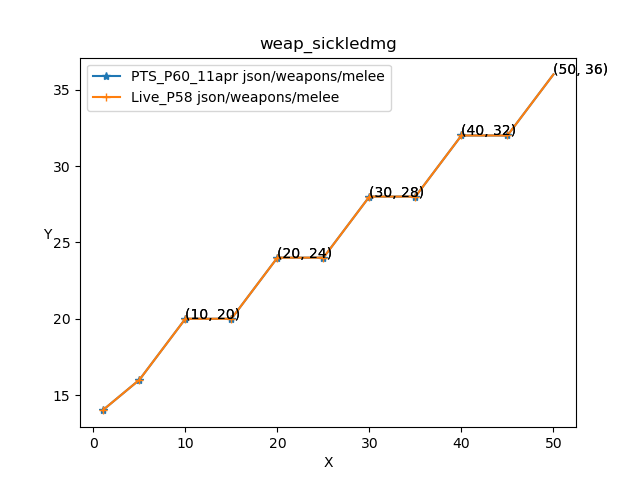 weap_sickledmg
PTS_P60_11apr json/weapons/melee
Live_P58 json/weapons/melee
(50, 36)
(40, 32)
(30, 28)
(20, 24)
(10, 20)
Y
35
30
25
20
15
0 10 20 30 40 50
X